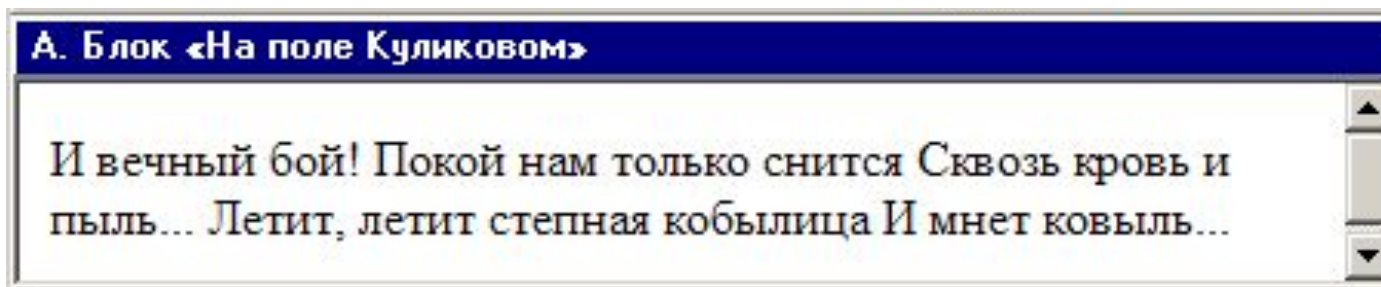 А. Блок «На поле Куликовом»
И вечный бой! Покой нам только снится Сквозь кровь и
пыль... Летит, летит степная кобылица И мнет ковыль...